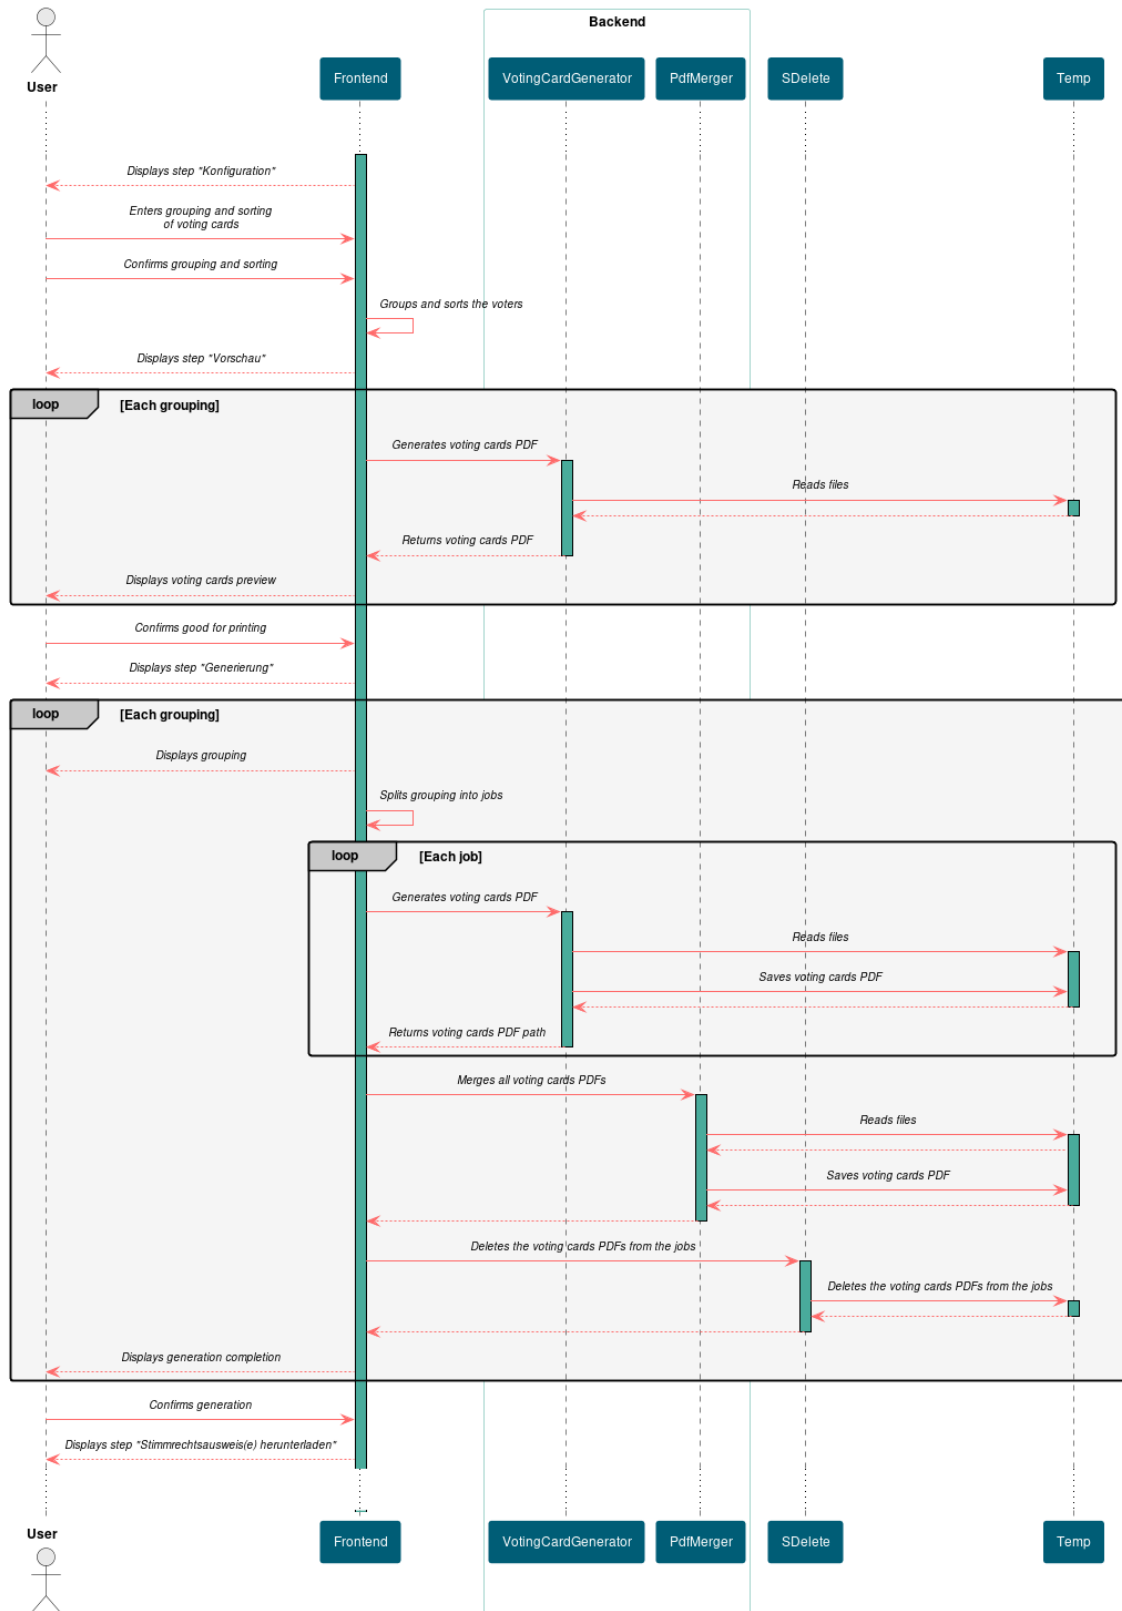 Backend
User
Frontend
VotingCardGenerator
PdfMerger
SDelete
Temp
Displays step "Konfiguration"
Enters grouping and sorting
of voting cards
Confirms grouping and sorting
Groups and sorts the voters
Displays step "Vorschau"
loop
[Each grouping]
Generates voting cards PDF
Reads files
Returns voting cards PDF
Displays voting cards preview
Confirms good for printing
Displays step "Generierung"
loop
[Each grouping]
Displays grouping
Splits grouping into jobs
loop
[Each job]
Generates voting cards PDF
Reads files
Saves voting cards PDF
Returns voting cards PDF path
Merges all voting cards PDFs
Reads files
Saves voting cards PDF
Deletes the voting cards PDFs from the jobs
Deletes the voting cards PDFs from the jobs
Displays generation completion
Confirms generation
Displays step "Stimmrechtsausweis(e) herunterladen"
User
Frontend
VotingCardGenerator
PdfMerger
SDelete
Temp